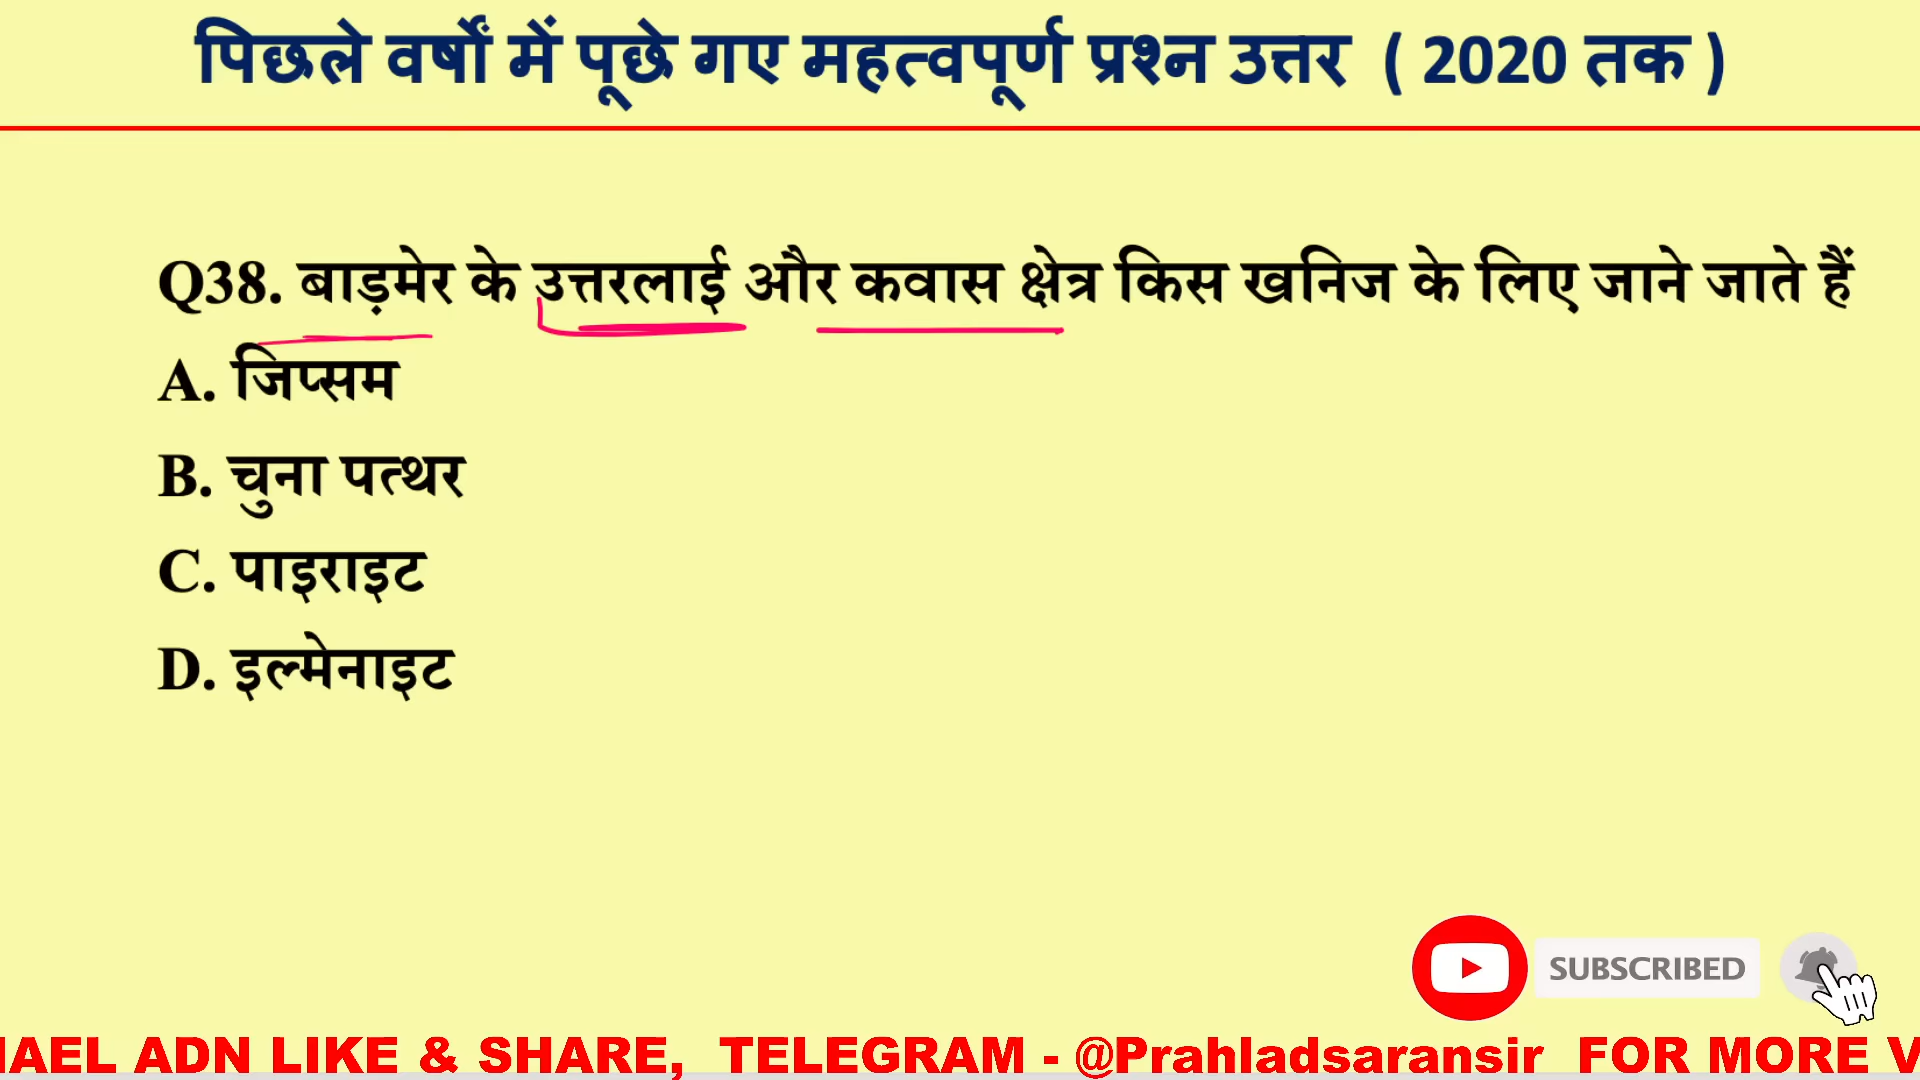 पिछले वर्षों में पूछे गए महत्वपूर्ण प्रश्न उत्तर ( 2020 तक )
Q38. बाड़मेर के उत्तरलाई और कवास क्षेत्र किस खनिज के लिए जाने जाते हैं
A. जिप्सम
B. चुना पत्थर
C. पाइराइट
D. इल्मेनाइट
SUBSCRIBED
ADN LIKE & SHARE, TELEGRAM - @Prahladsaransir FOR MORE